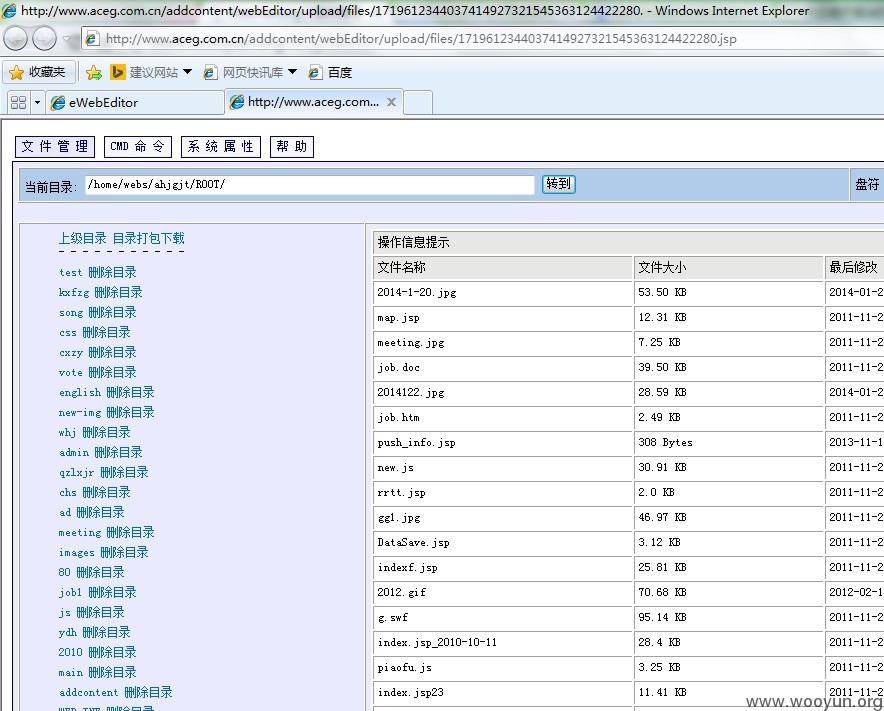 http://www.aceg.com.cn/addcontent/webEditor/upload/files/17196123440374149273215453631244222​80. - Windows Internet Explorer
http://www.aceg.com.cn/addcontent/webEditor/upload/files/1719612344037414927321545363124422280.jsp
收藏夹 建议网站 网页快讯库 百度
eWebEditor http://www.aceg.com... X
文件管理 CMD 命令 系统属性 帮助
当前目录: /home/webs/ahjgjt/ROOT/ 转到 盘符
上级目录 目录打包下载
test 删除目录
kxfzg 删除目录
song 删除目录
css 删除目录
cxzy 删除目录
vote 删除目录
english 删除目录
new-img 删除目录
whj 删除目录
admin 删除目录
qzlxjr 删除目录
chs 删除目录
ad 删除目录
meeting 删除目录
images 删除目录
80 删除目录
job1 删除目录
js 删除目录
ydh 删除目录
2010 删除目录
main 删除目录
addcontent 删除目录
WEB-INF 删除目录
操作信息提示
文件名称 文件大小 最后修改
2014-1-20.jpg 53.50 KB 2014-01-2
map.jsp 12.31 KB 2011-11-2
meeting.jpg 7.25 KB 2011-11-2
job.doc 39.50 KB 2011-11-2
2014122.jpg 28.59 KB 2014-01-2
job.htm 2.49 KB 2011-11-2
push_info.jsp 308 Bytes 2013-11-1
new.js 30.91 KB 2011-11-2
rrtt.jsp 2.0 KB 2011-11-2
gg1.jpg 46.97 KB 2011-11-2
DataSave.jsp 3.12 KB 2011-11-2
indexf.jsp 25.81 KB 2011-11-2
2012.gif 70.68 KB 2012-02-1
g.swf 95.14 KB 2011-11-2
index.jsp_2010-10-11 28.4 KB 2011-11-2
piaofu.js 3.25 KB 2011-11-2
index.jsp23 11.41 KB 2011-11-2
www.wooyun.org